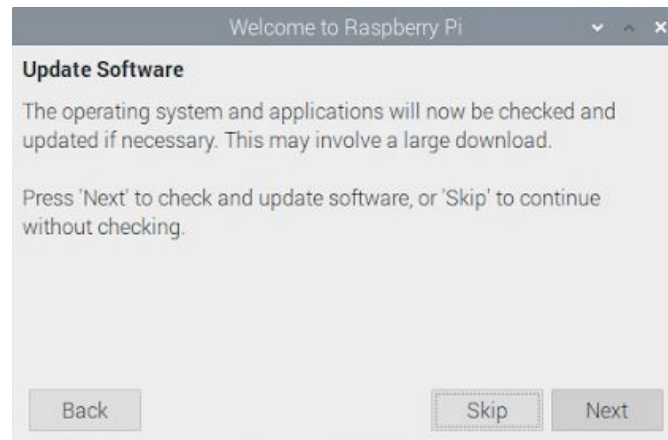 Welcome to Raspberry Pi
Update Software
The operating system and applications will now be checked and
updated if necessary. This may involve a large download.
Press 'Next' to check and update software, or 'Skip' to continue
without checking.
Back
Skip
Next